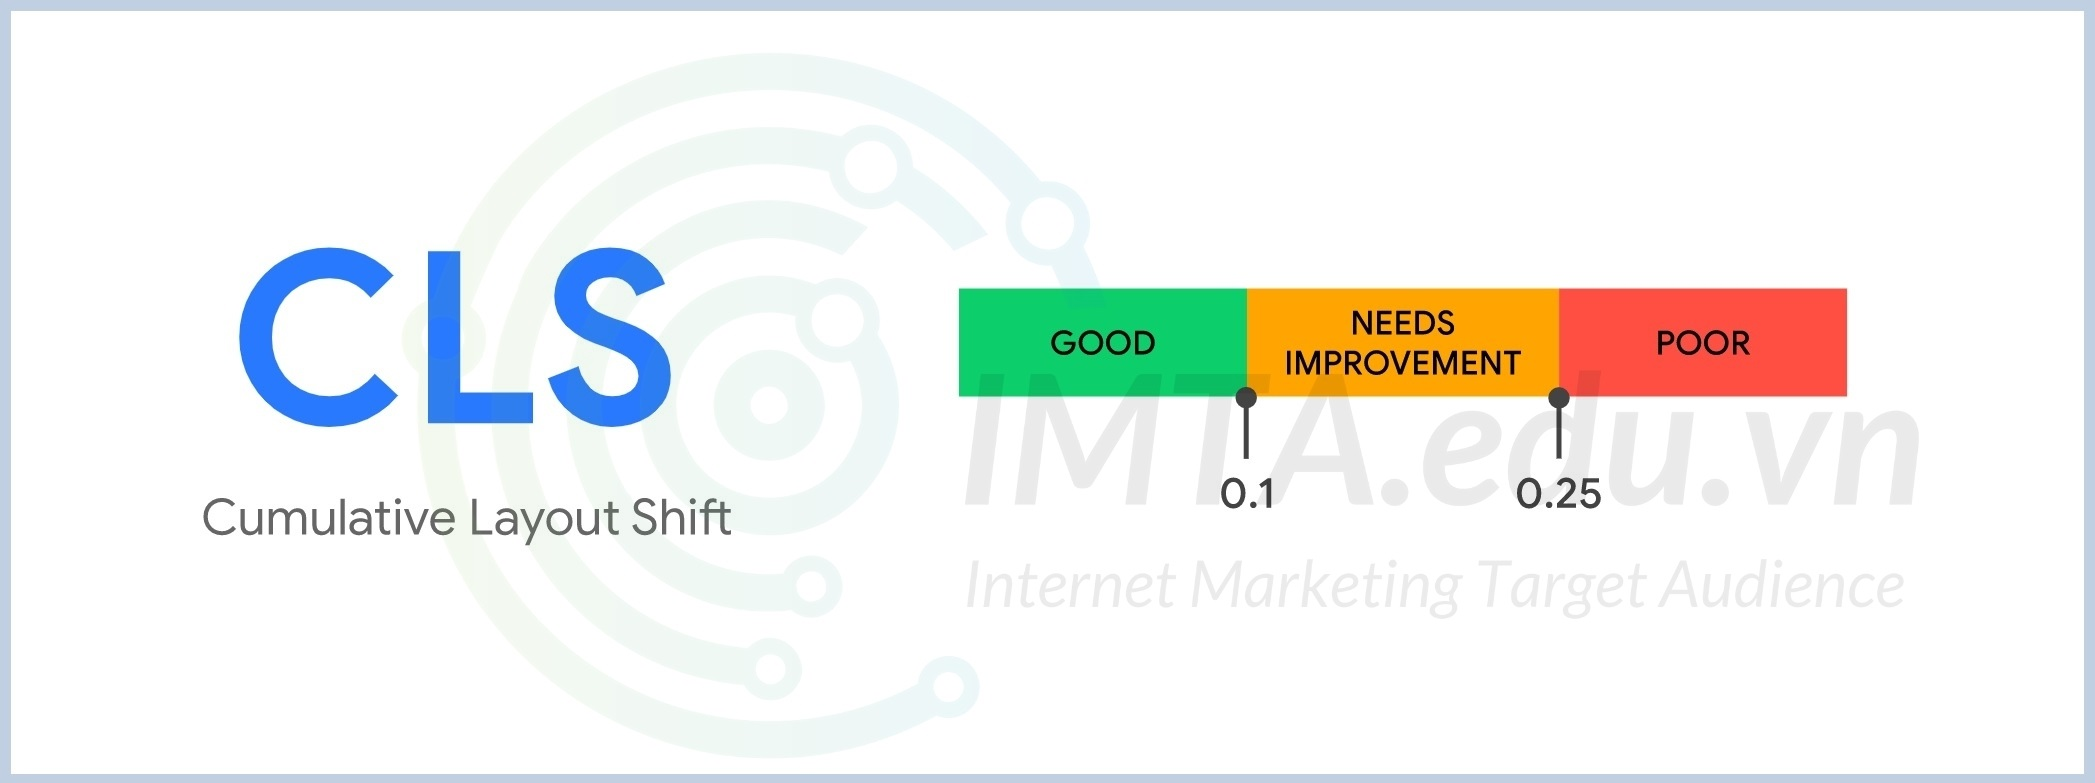 CLS
Cumulative Layout Shift
GOOD
NEEDS
IMPROVEMENT
POOR
0.1
0.25
IMTA.edu.vn
Internet Marketing Target Audience